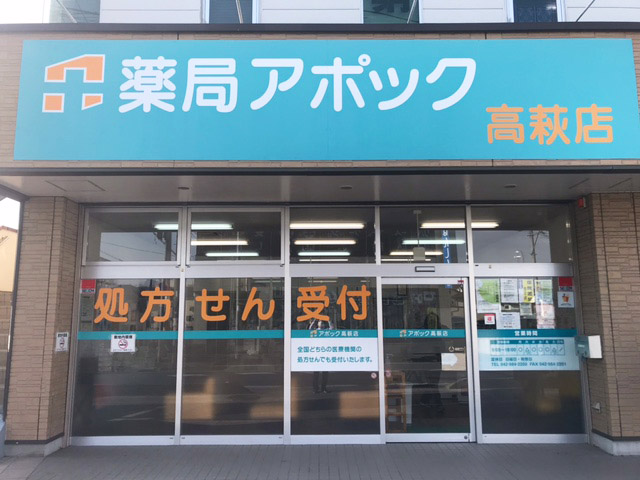 薬局アポック
高萩店
処方せん受付
アポック高萩店
アポック高萩店
全国どちらの医療機関の
処方せんでも受付いたします。
営業時間